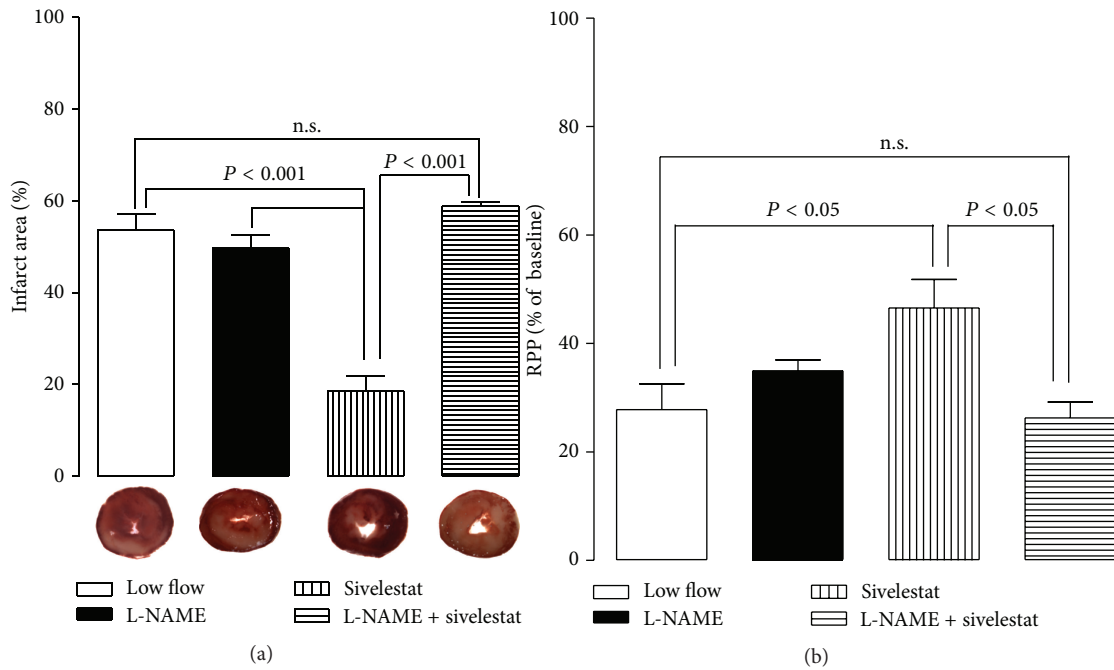 100
80
60
40
20
0
Infarct area (%)
n.s.
P < 0.001
P < 0.001
Low flow
L-NAME
Sivelestat
L-NAME + sivelestat
(a)
100
80
60
40
20
0
RPP (% of baseline)
n.s.
P < 0.05
P < 0.05
Low flow
L-NAME
Sivelestat
L-NAME + sivelestat
(b)